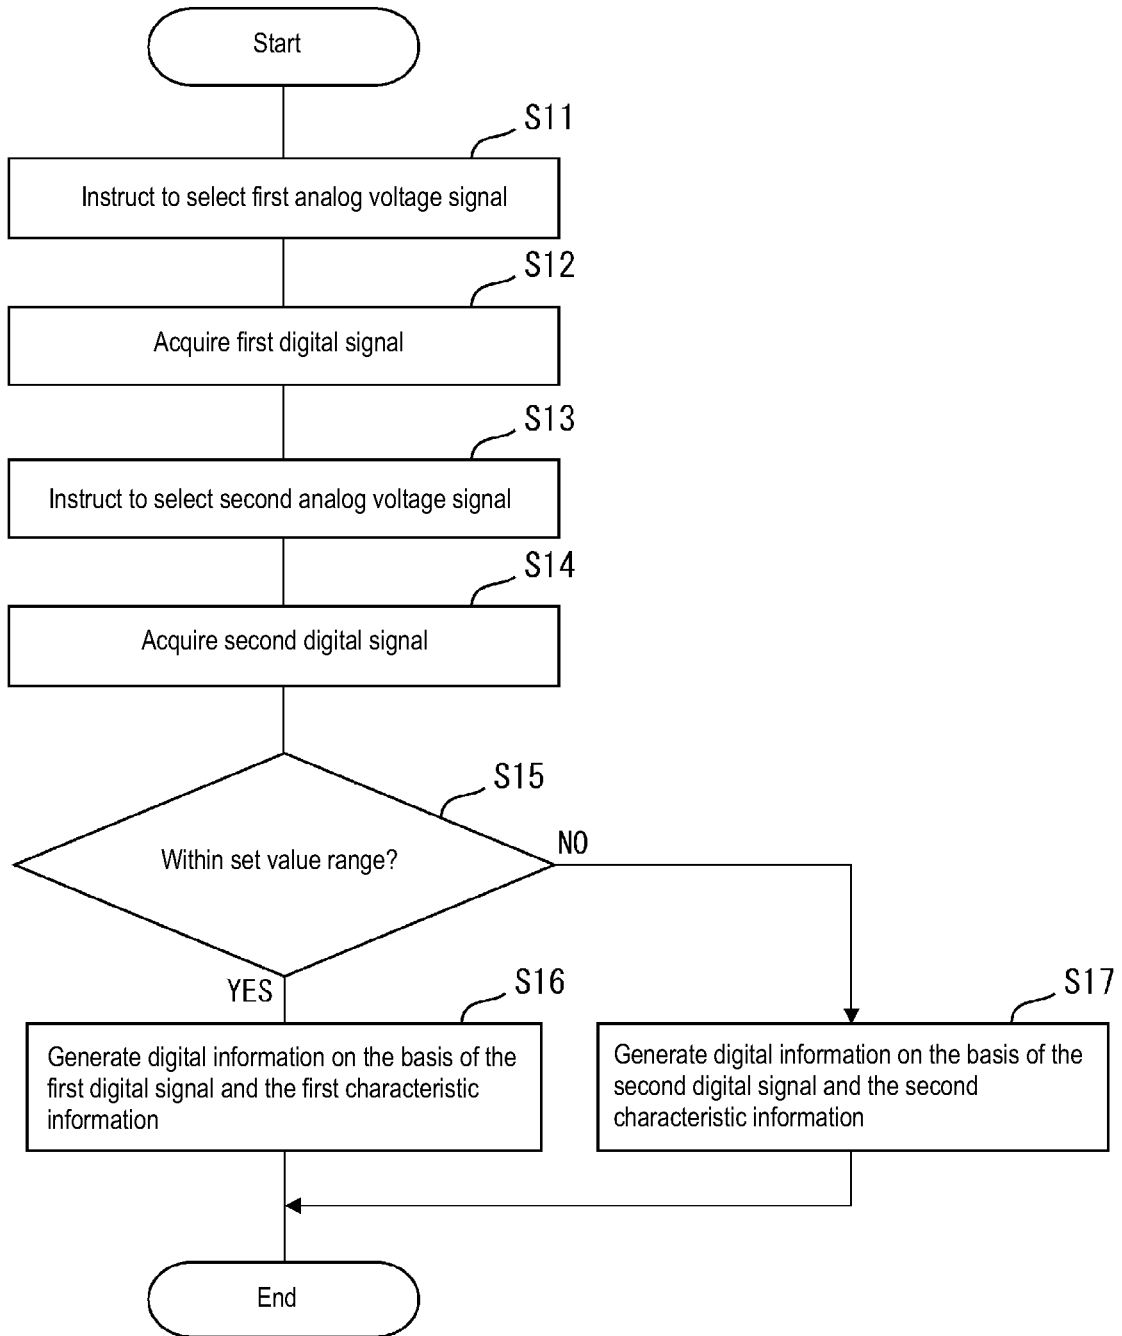 Start
S11
Instruct to select first analog voltage signal
S12
Acquire first digital signal
S13
Instruct to select second analog voltage signal
S14
Acquire second digital signal
S15
Within set value range?
NO
YES
S16
Generate digital information on the basis of the
first digital signal and the first characteristic
information
S17
Generate digital information on the basis of the
second digital signal and the second
characteristic information
End